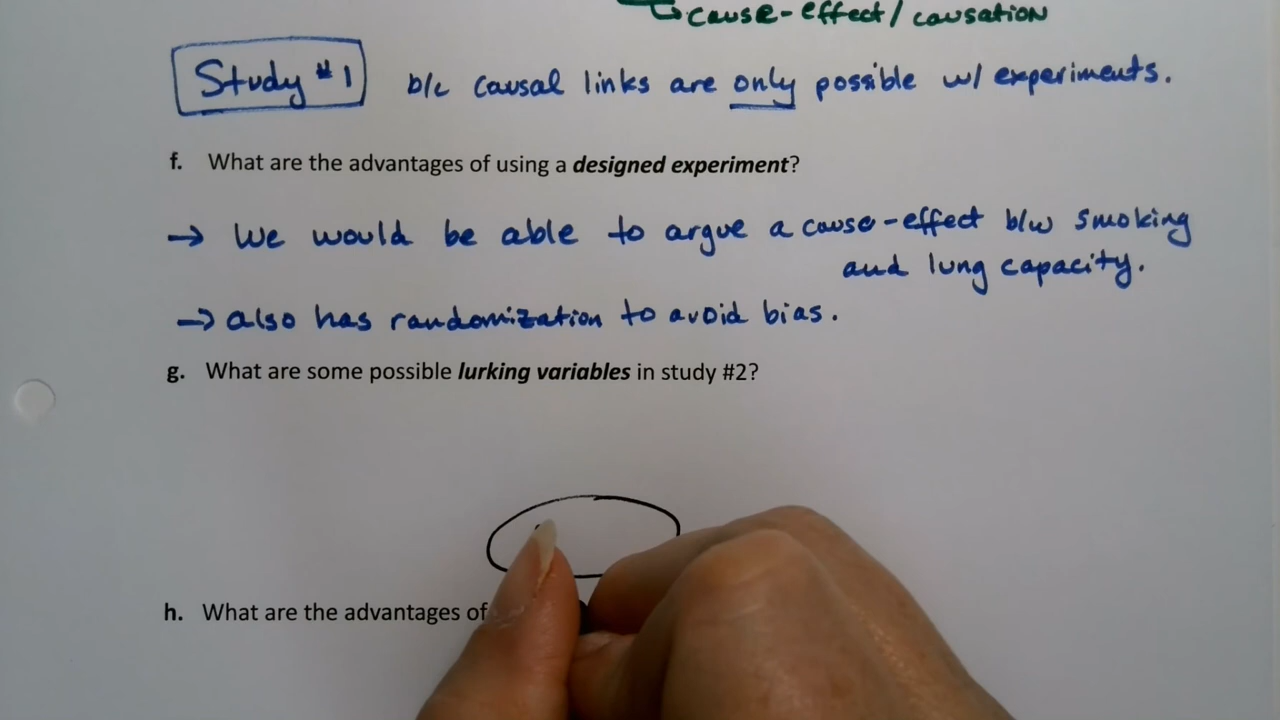 ↳ cause-effect/causation
Study #1 b/c causal links are only possible w/ experiments.
f. What are the advantages of using a designed experiment?
→ We would be able to argue a cause-effect b/w smoking
and lung capacity.
→ also has randomization to avoid bias.
g. What are some possible lurking variables in study #2?
h. What are the advantages of